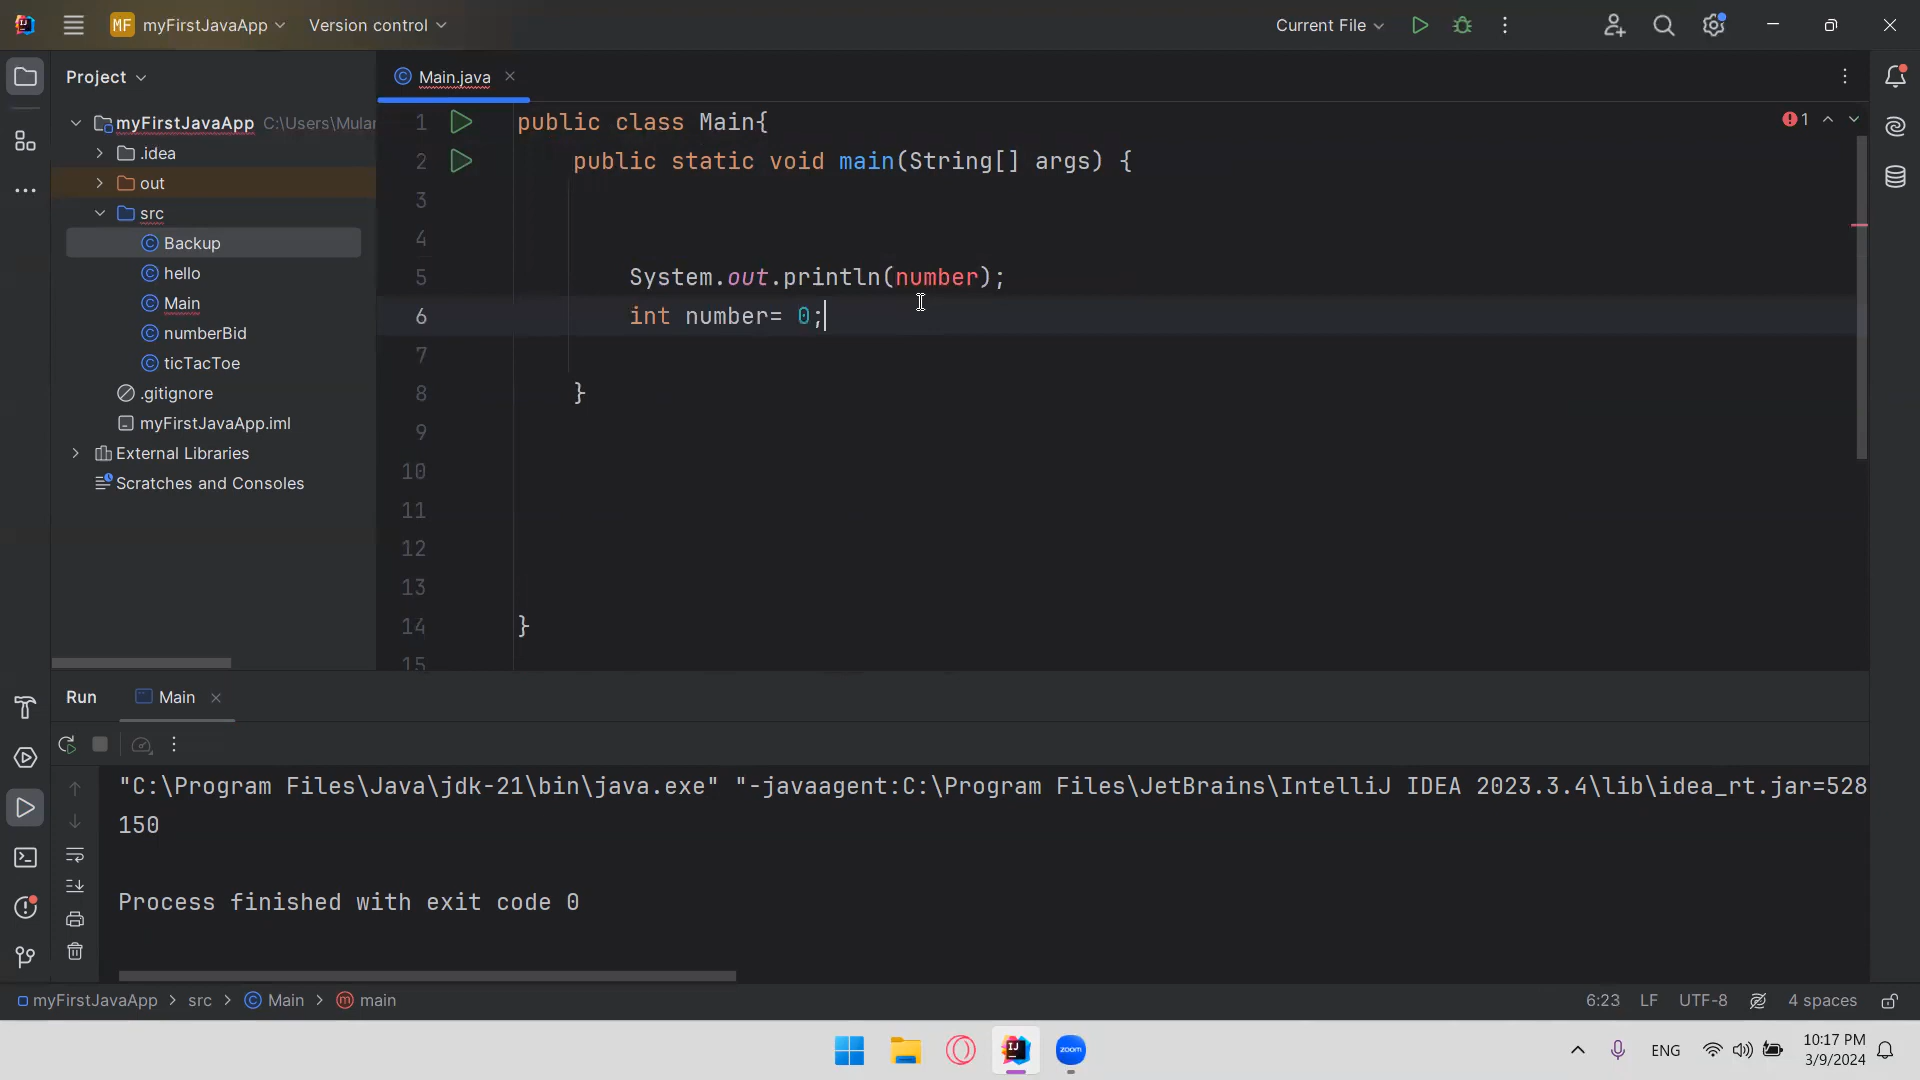 MF myFirstJavaApp Version control Current File
Project Main.java
myFirstJavaApp C:\Users\Mular
.idea
out
src
Backup
hello
Main
numberBid
ticTacToe
.gitignore
myFirstJavaApp.iml
External Libraries
Scratches and Consoles
1 public class Main{
2 public static void main(String[] args) {
3
4
5 System.out.println(number);
6 int number= 0;
7
8 }
9
10
11
12
13
14 }
15
1
Run Main
"C:\Program Files\Java\jdk-21\bin\java.exe" "-javaagent:C:\Program Files\JetBrains\IntelliJ IDEA 2023.3.4\lib\idea_rt.jar=528
150
Process finished with exit code 0
myFirstJavaApp > src > Main > main 6:23 LF UTF-8 4 spaces
IJ zoom ENG 10:17 PM
3/9/2024